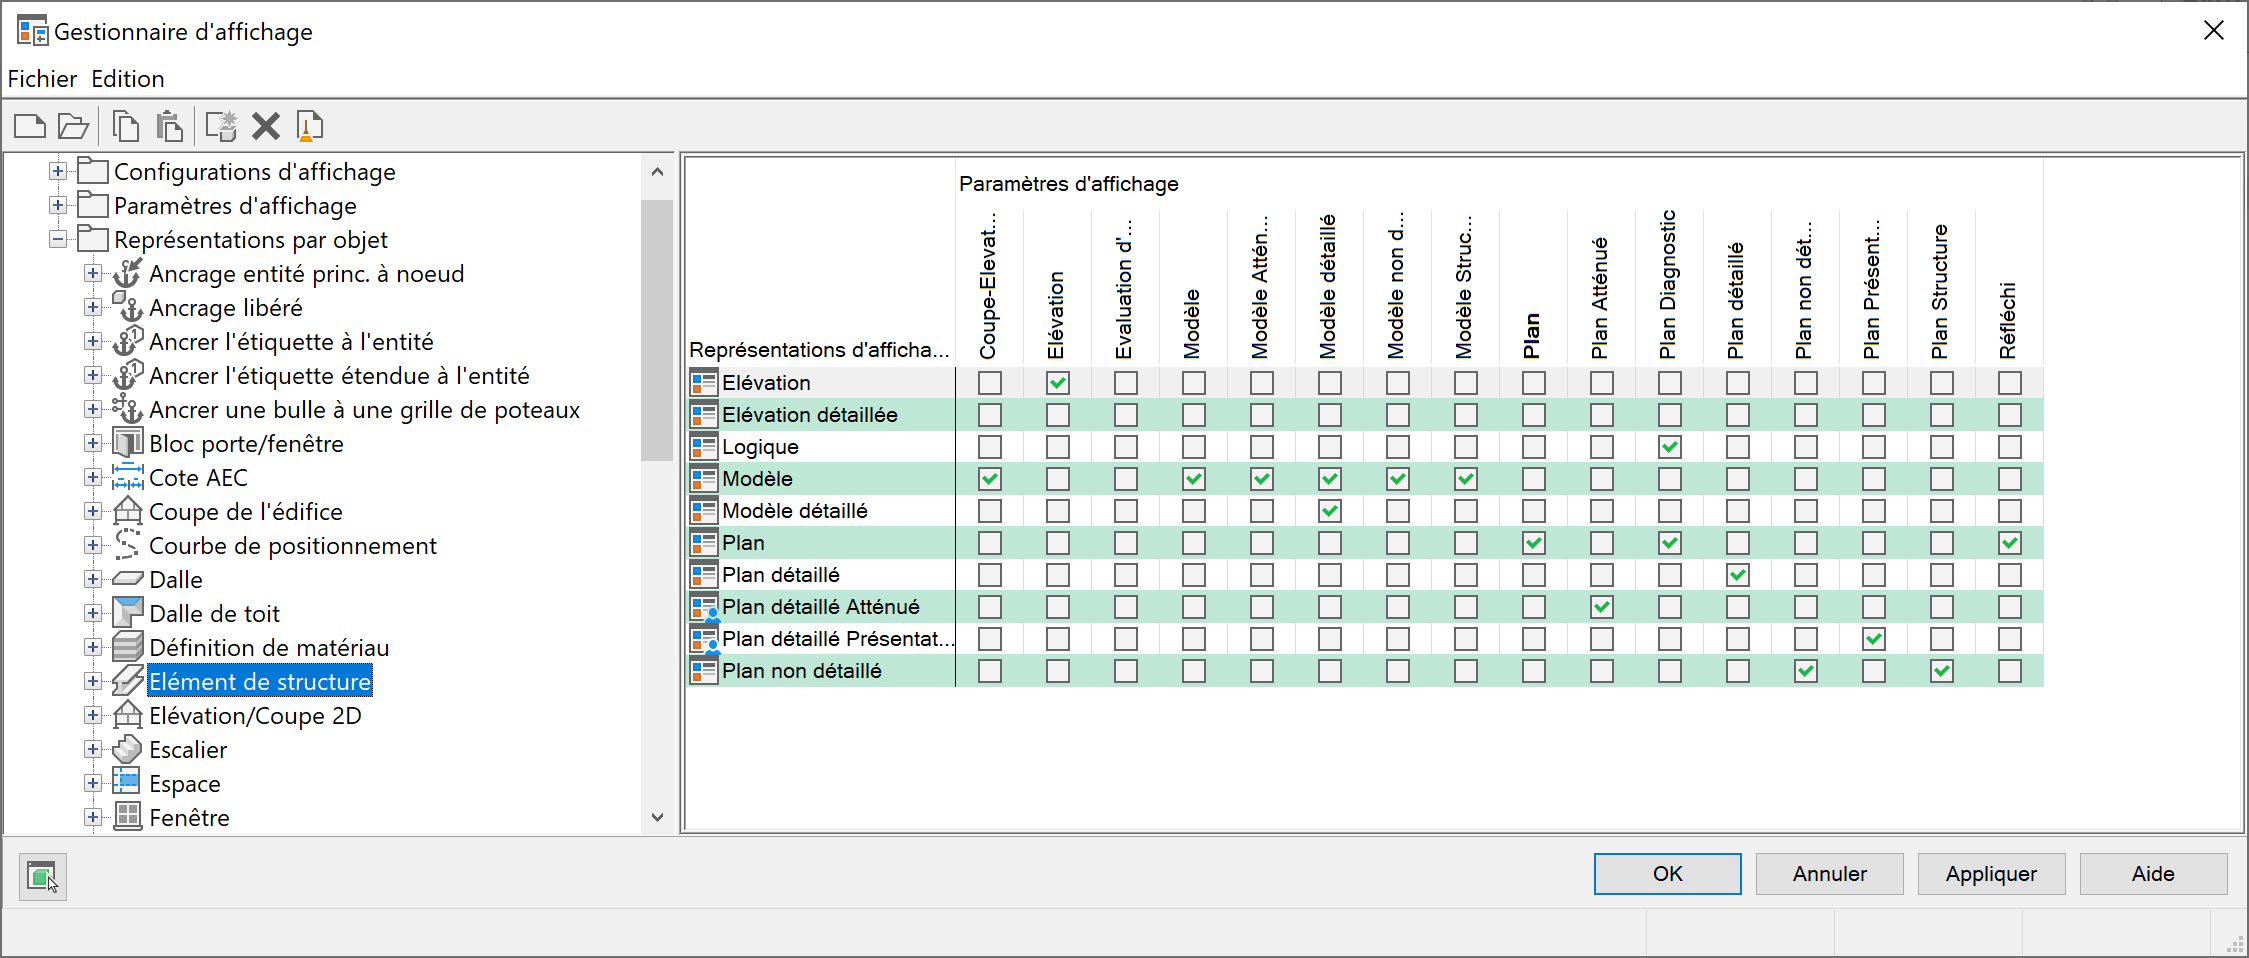 Gestionnaire d'affichage
Fichier Edition
Configurations d'affichage
Paramètres d'affichage
Représentations par objet
Ancrage entité princ. à noeud
Ancrage libéré
Ancrer l'étiquette à l'entité
Ancrer l'étiquette étendue à l'entité
Ancrer une bulle à une grille de poteaux
Bloc porte/fenêtre
Cote AEC
Coupe de l'édifice
Courbe de positionnement
Dalle
Dalle de toit
Définition de matériau
Elément de structure
Elévation/Coupe 2D
Escalier
Espace
Fenêtre
Paramètres d'affichage
Représentations d'afficha...
Coupe-Elevat...
Elévation
Evaluation d'...
Modèle
Modèle Attén...
Modèle détaillé
Modèle non d...
Modèle Struc...
Plan
Plan Atténué
Plan Diagnostic
Plan détaillé
Plan non dét...
Plan Présent...
Plan Structure
Réfléchi
Elévation
Elévation détaillée
Logique
Modèle
Modèle détaillé
Plan
Plan détaillé
Plan détaillé Atténué
Plan détaillé Présentat...
Plan non détaillé
OK Annuler Appliquer Aide